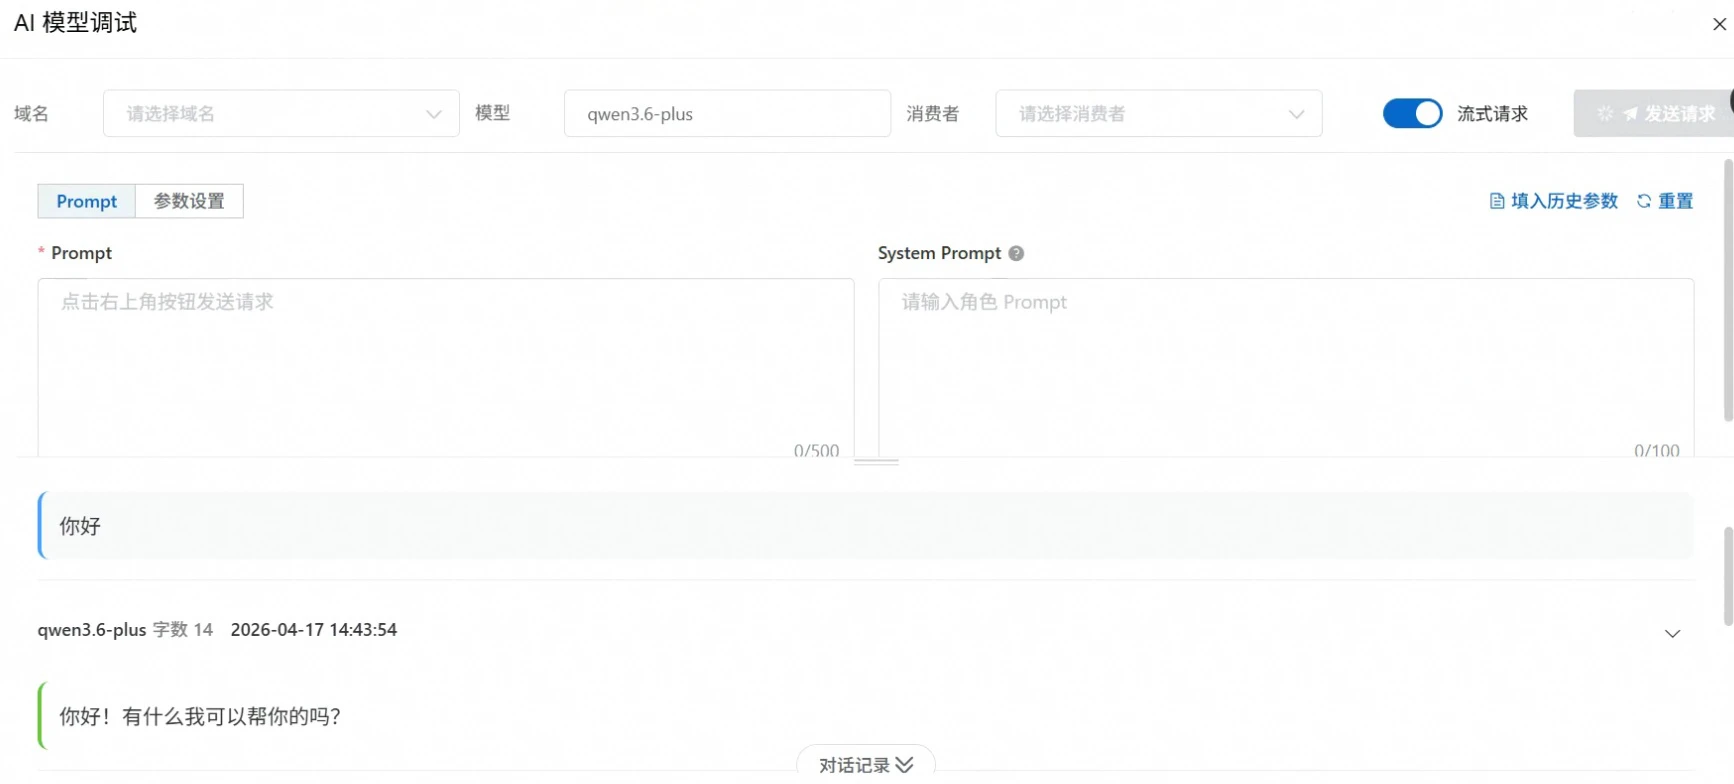 AI 模型调试
域名 请选择域名 模型 qwen3.6-plus 消费者 请选择消费者 流式请求 发送请求
Prompt 参数设置 填入历史参数 重置
* Prompt System Prompt
点击右上角按钮发送请求 请输入角色 Prompt
0/500 0/100
你好
qwen3.6-plus 字数 14 2026-04-17 14:43:54
你好！有什么我可以帮你的吗？
对话记录